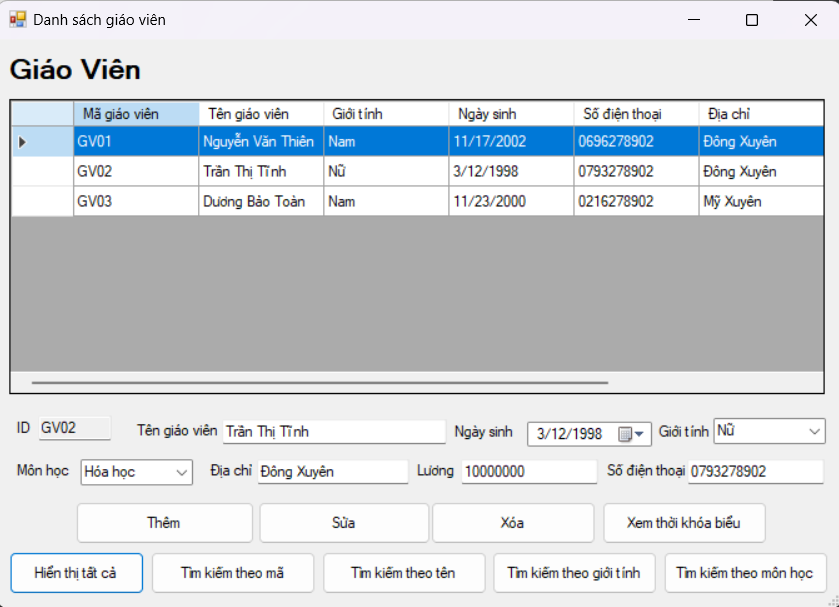 Danh sách giáo viên
Giáo Viên
Mã giáo viên Tên giáo viên Giới tính Ngày sinh Số điện thoại Địa chỉ
GV01 Nguyễn Văn Thiên Nam 11/17/2002 0696278902 Đông Xuyên
GV02 Trần Thị Tĩnh Nữ 3/12/1998 0793278902 Đông Xuyên
GV03 Dương Bảo Toàn Nam 11/23/2000 0216278902 Mỹ Xuyên
ID GV02 Tên giáo viên Trần Thị Tĩnh Ngày sinh 3/12/1998 Giới tính Nữ
Môn học Hóa học Địa chỉ Đông Xuyên Lương 10000000 Số điện thoại 0793278902
Thêm Sửa Xóa Xem thời khóa biểu
Hiển thị tất cả Tìm kiếm theo mã Tìm kiếm theo tên Tìm kiếm theo giới tính Tìm kiếm theo môn học